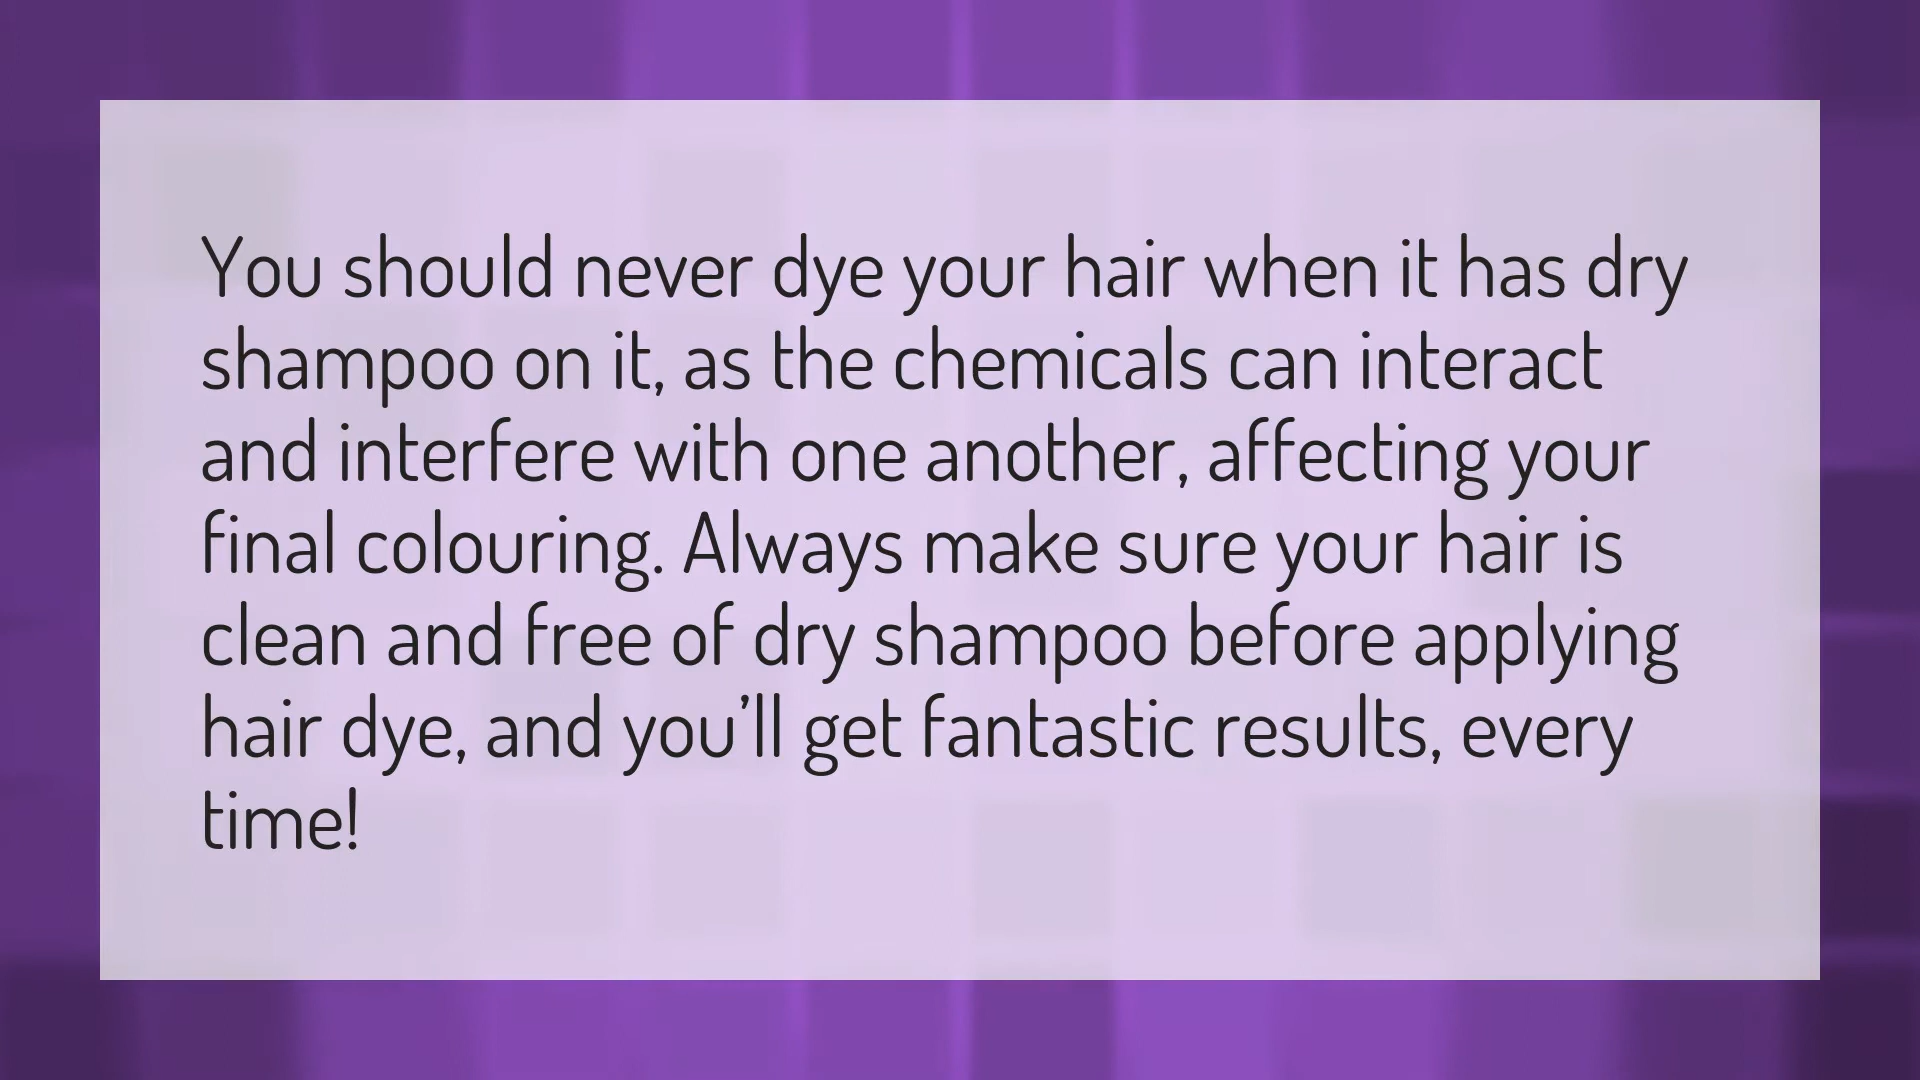 You should never dye your hair when it has dry
shampoo on it, as the chemicals can interact
and interfere with one another, affecting your
final colouring. Always make sure your hair is
clean and free of dry shampoo before applying
hair dye, and you’ll get fantastic results, every
time!